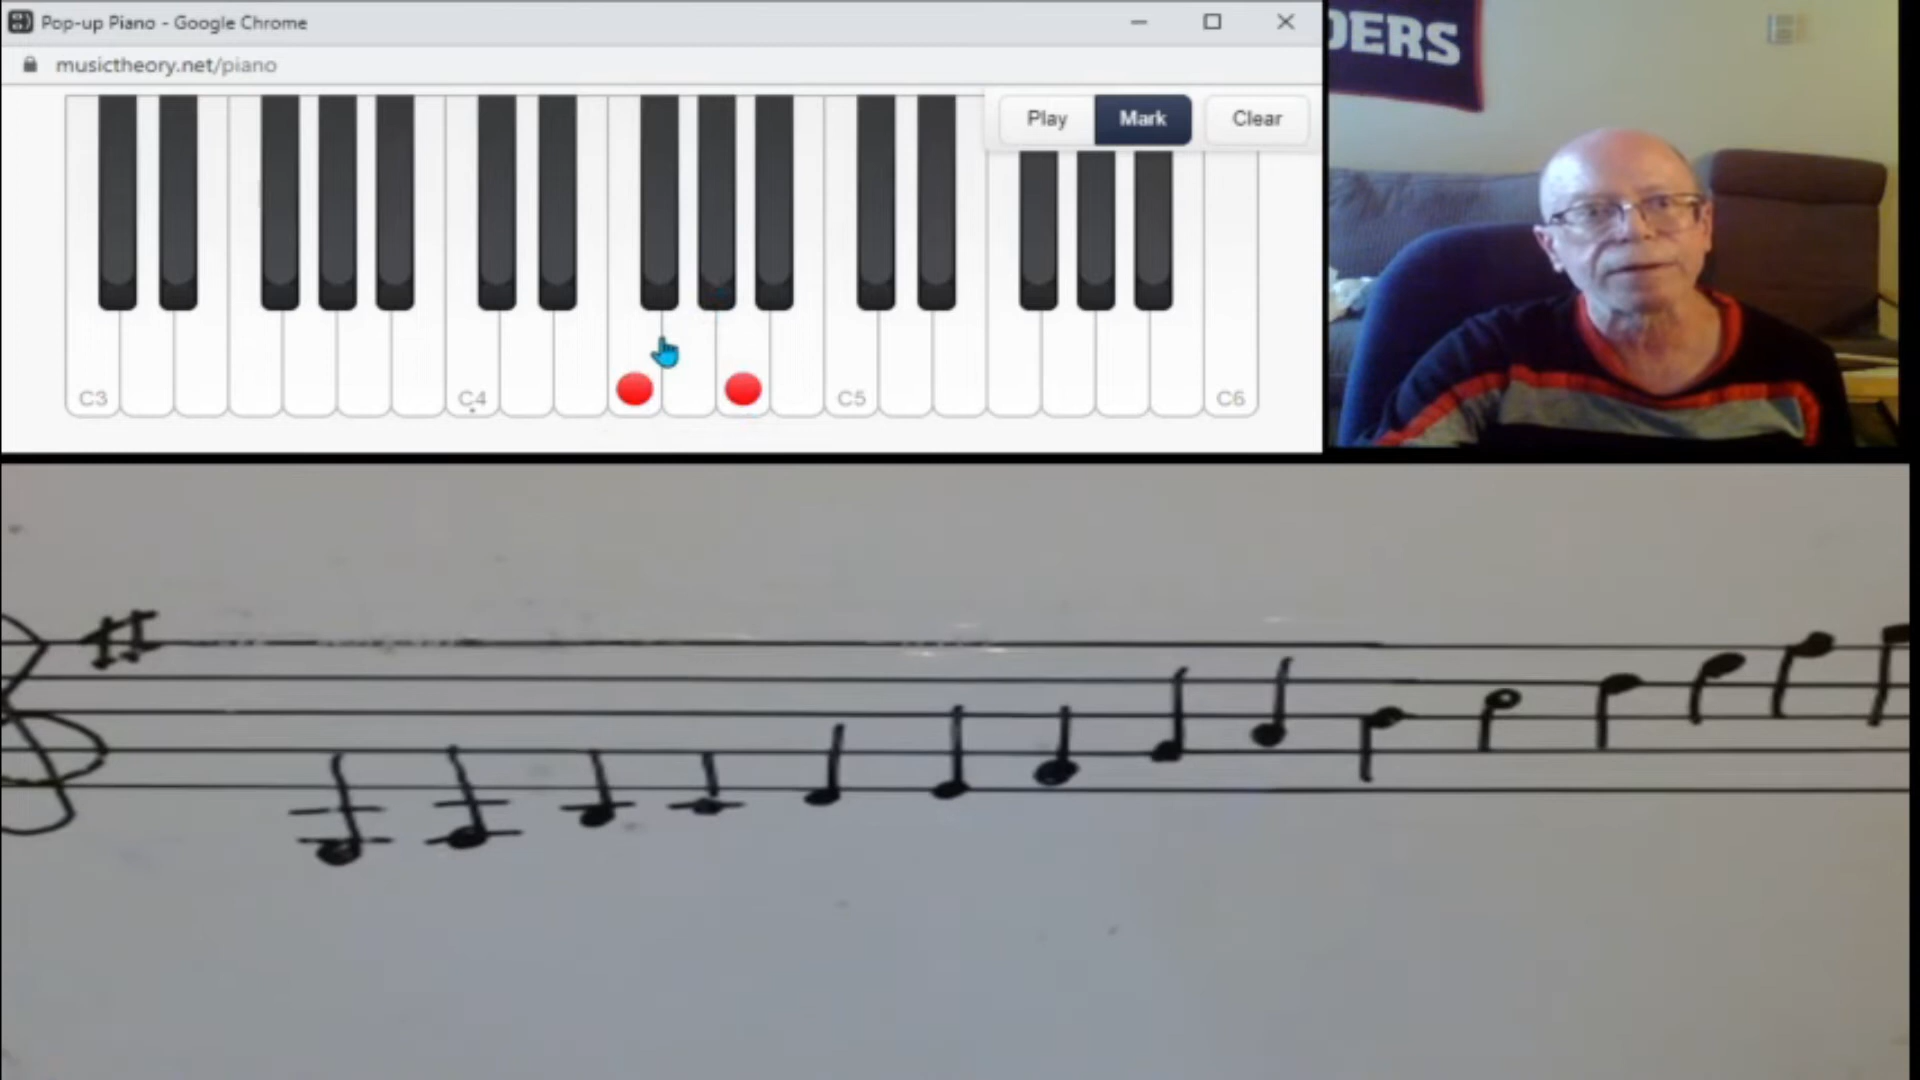 Pop-up Piano - Google Chrome
DERS
musictheory.net/piano
Play Mark Clear
C3 C4 C5 C6